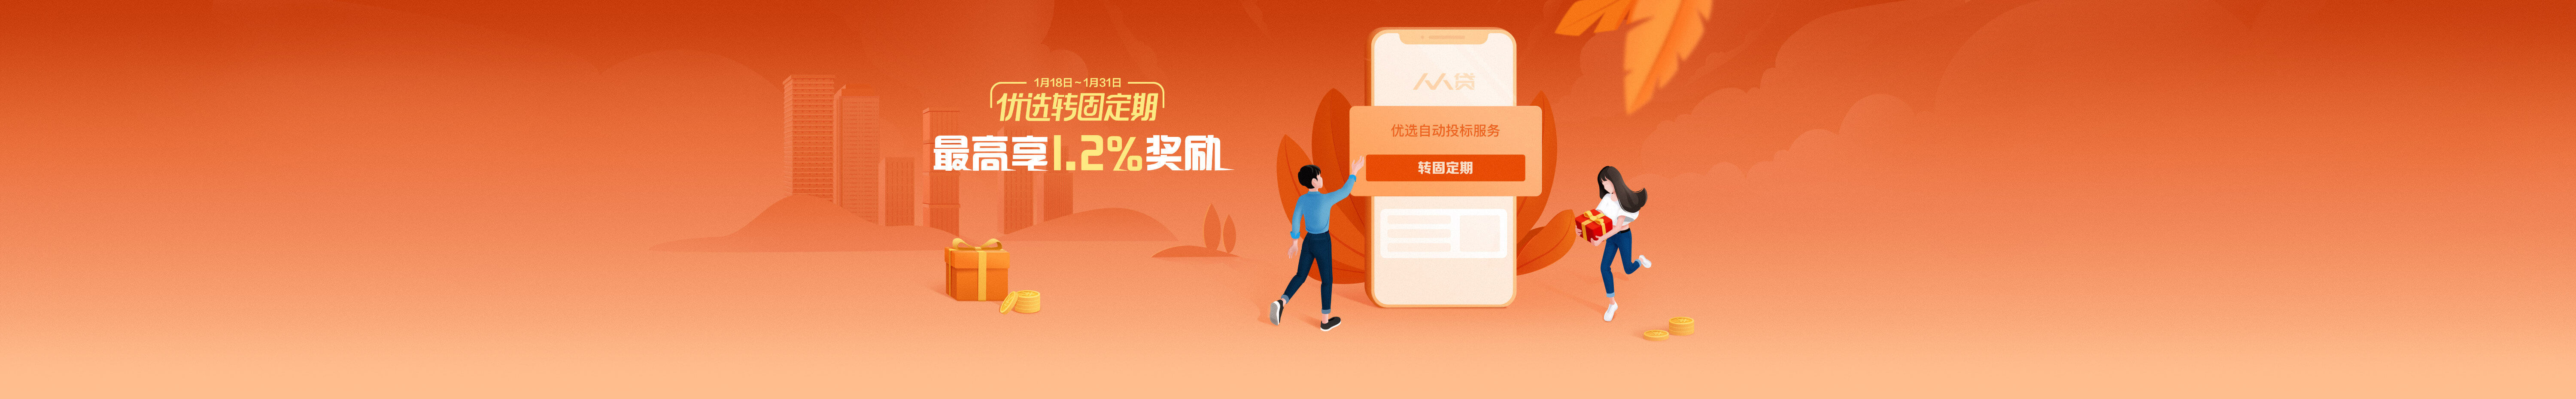 1月18日~1月31日
优选转固定期
最高享1.2%奖励
人人贷
优选自动投标服务
转固定期